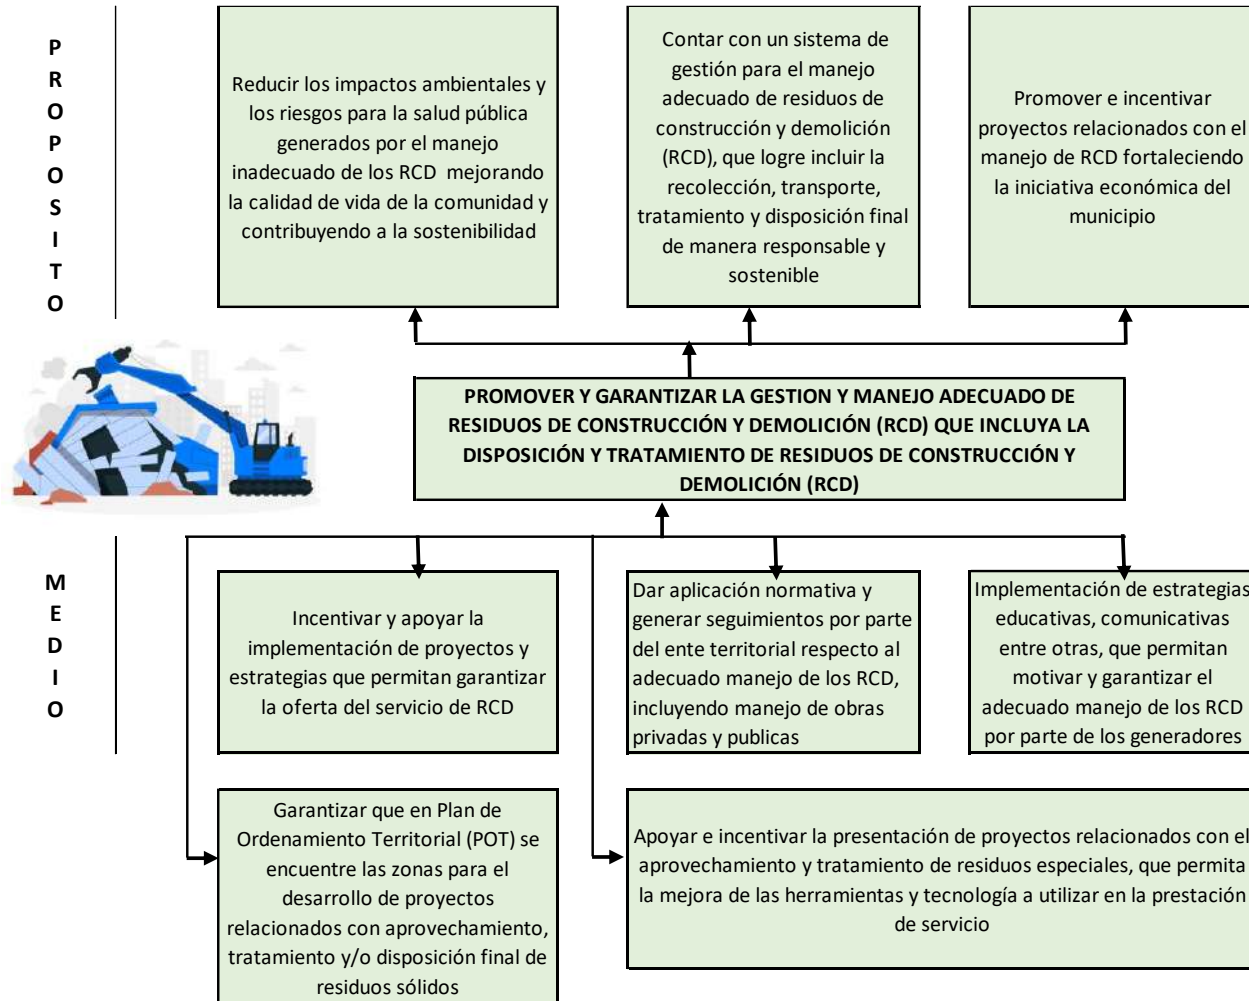 PROPOSITO
Reducir los impactos ambientales y
los riesgos para la salud pública
generados por el manejo
inadecuado de los RCD mejorando
la calidad de vida de la comunidad y
contribuyendo a la sostenibilidad
Contar con un sistema de
gestión para el manejo
adecuado de residuos de
construcción y demolición
(RCD), que logre incluir la
recolección, transporte,
tratamiento y disposición final
de manera responsable y
sostenible
Promover e incentivar
proyectos relacionados con el
manejo de RCD fortaleciendo
la iniciativa económica del
municipio
PROMOVER Y GARANTIZAR LA GESTION Y MANEJO ADECUADO DE
RESIDUOS DE CONSTRUCCIÓN Y DEMOLICIÓN (RCD) QUE INCLUYA LA
DISPOSICIÓN Y TRATAMIENTO DE RESIDUOS DE CONSTRUCCIÓN Y
DEMOLICIÓN (RCD)
MEDIO
Incentivar y apoyar la
implementación de proyectos y
estrategias que permitan garantizar
la oferta del servicio de RCD
Dar aplicación normativa y
generar seguimientos por parte
del ente territorial respecto al
adecuado manejo de los RCD,
incluyendo manejo de obras
privadas y publicas
Implementación de estrategias
educativas, comunicativas
entre otras, que permitan
motivar y garantizar el
adecuado manejo de los RCD
por parte de los generadores
Garantizar que en Plan de
Ordenamiento Territorial (POT) se
encuentre las zonas para el
desarrollo de proyectos
relacionados con aprovechamiento,
tratamiento y/o disposición final de
residuos sólidos
Apoyar e incentivar la presentación de proyectos relacionados con el
aprovechamiento y tratamiento de residuos especiales, que permita
la mejora de las herramientas y tecnología a utilizar en la prestación
de servicio